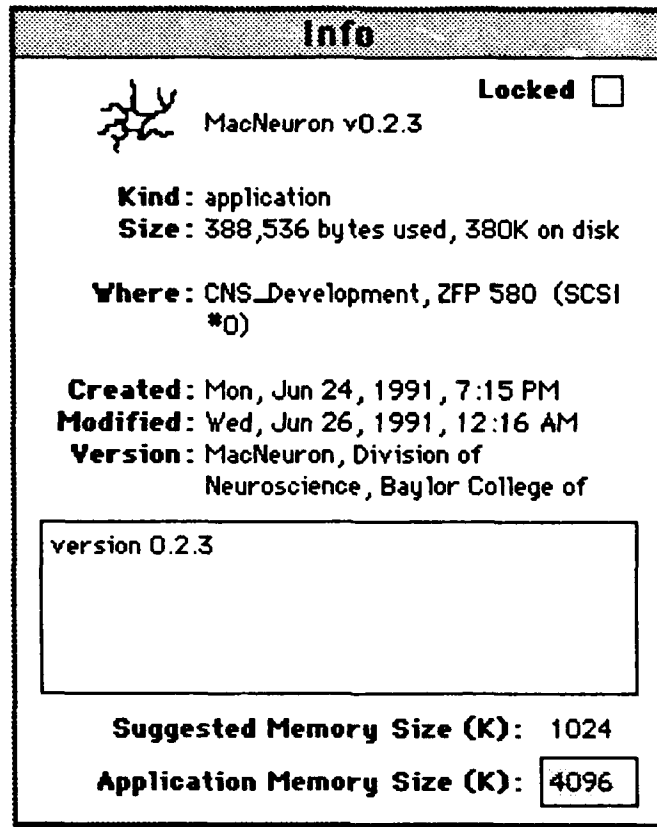 Info
Locked
MacNeuron v0.2.3
Kind: application
Size: 388,536 bytes used, 380K on disk
Where: CNS_Development, ZFP 580 (SCSI
#0)
Created: Mon, Jun 24, 1991, 7:15 PM
Modified: Wed, Jun 26, 1991, 12:16 AM
Version: MacNeuron, Division of
Neuroscience, Baylor College of
version 0.2.3
Suggested Memory Size (K): 1024
Application Memory Size (K): 4096